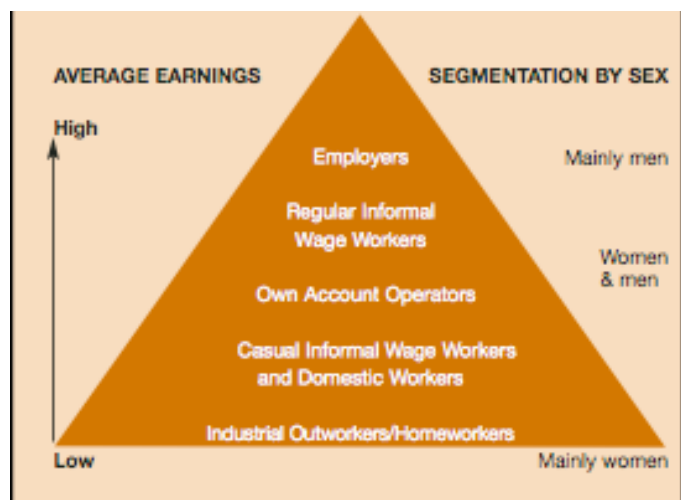 AVERAGE EARNINGS
SEGMENTATION BY SEX
High
Employers
Mainly men
Regular Informal
Wage Workers
Women
& men
Own Account Operators
Casual Informal Wage Workers
and Domestic Workers
Industrial Outworkers/Homeworkers
Low
Mainly women